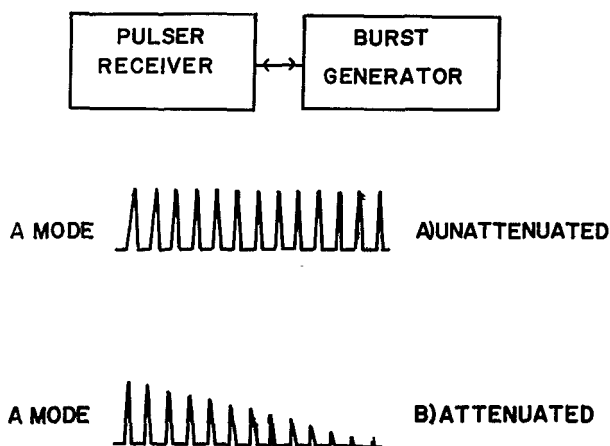 PULSER
RECEIVER
BURST
GENERATOR
A MODE
A)UNATTENUATED
A MODE
B)ATTENUATED